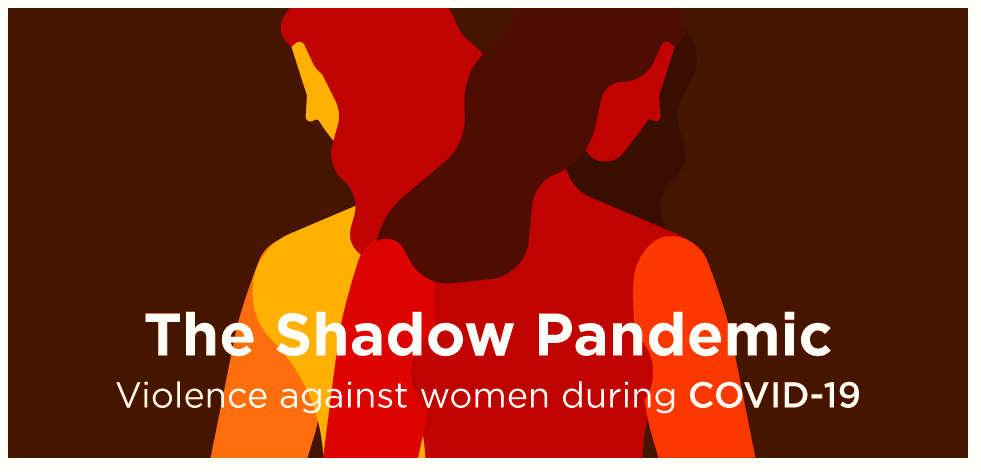 The Shadow Pandemic
Violence against women during COVID-19